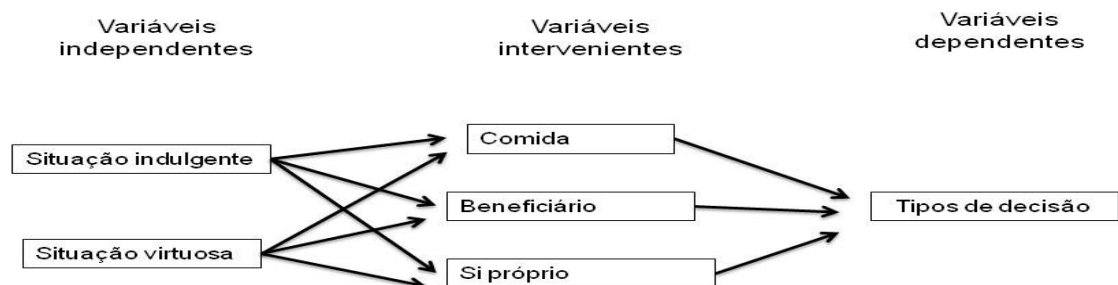 Variáveis
independentes
Variáveis
intervenientes
Variáveis
dependentes
Situação indulgente
Situação virtuosa
Comida
Beneficiário
Si próprio
Tipos de decisão